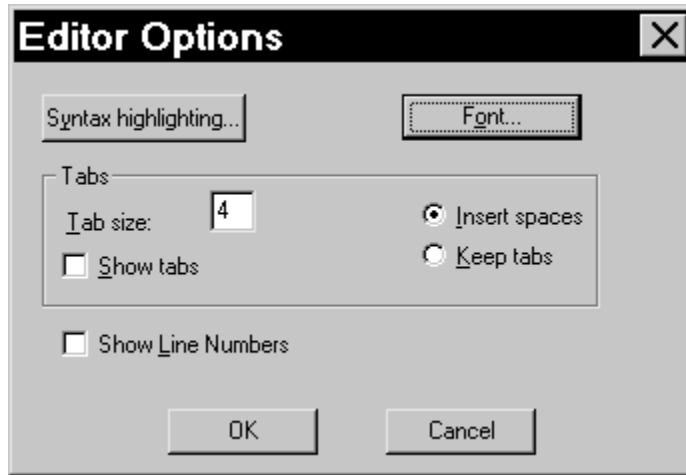 Editor Options
Syntax highlighting... Font...
Tabs
Tab size: 4 Insert spaces
Show tabs Keep tabs
Show Line Numbers
OK Cancel